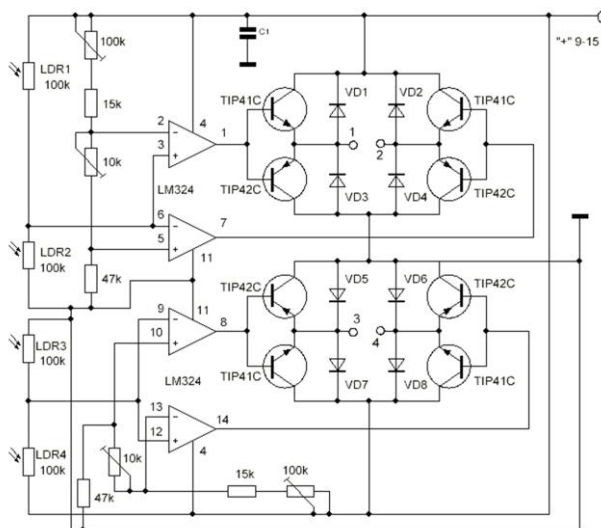 100k
C1
"+" 9-15
LDR1
100k
15k
TIP41C
VD1
VD2
TIP41C
2
3
4
1
1
2
10k
LM324
TIP42C
VD3
VD4
TIP42C
6
5
7
11
LDR2
100k
47k
TIP42C
VD5
VD6
TIP42C
9
10
11
8
3
4
LDR3
100k
LM324
TIP41C
VD7
VD8
TIP41C
13
12
14
4
10k
LDR4
100k
47k
15k
100k